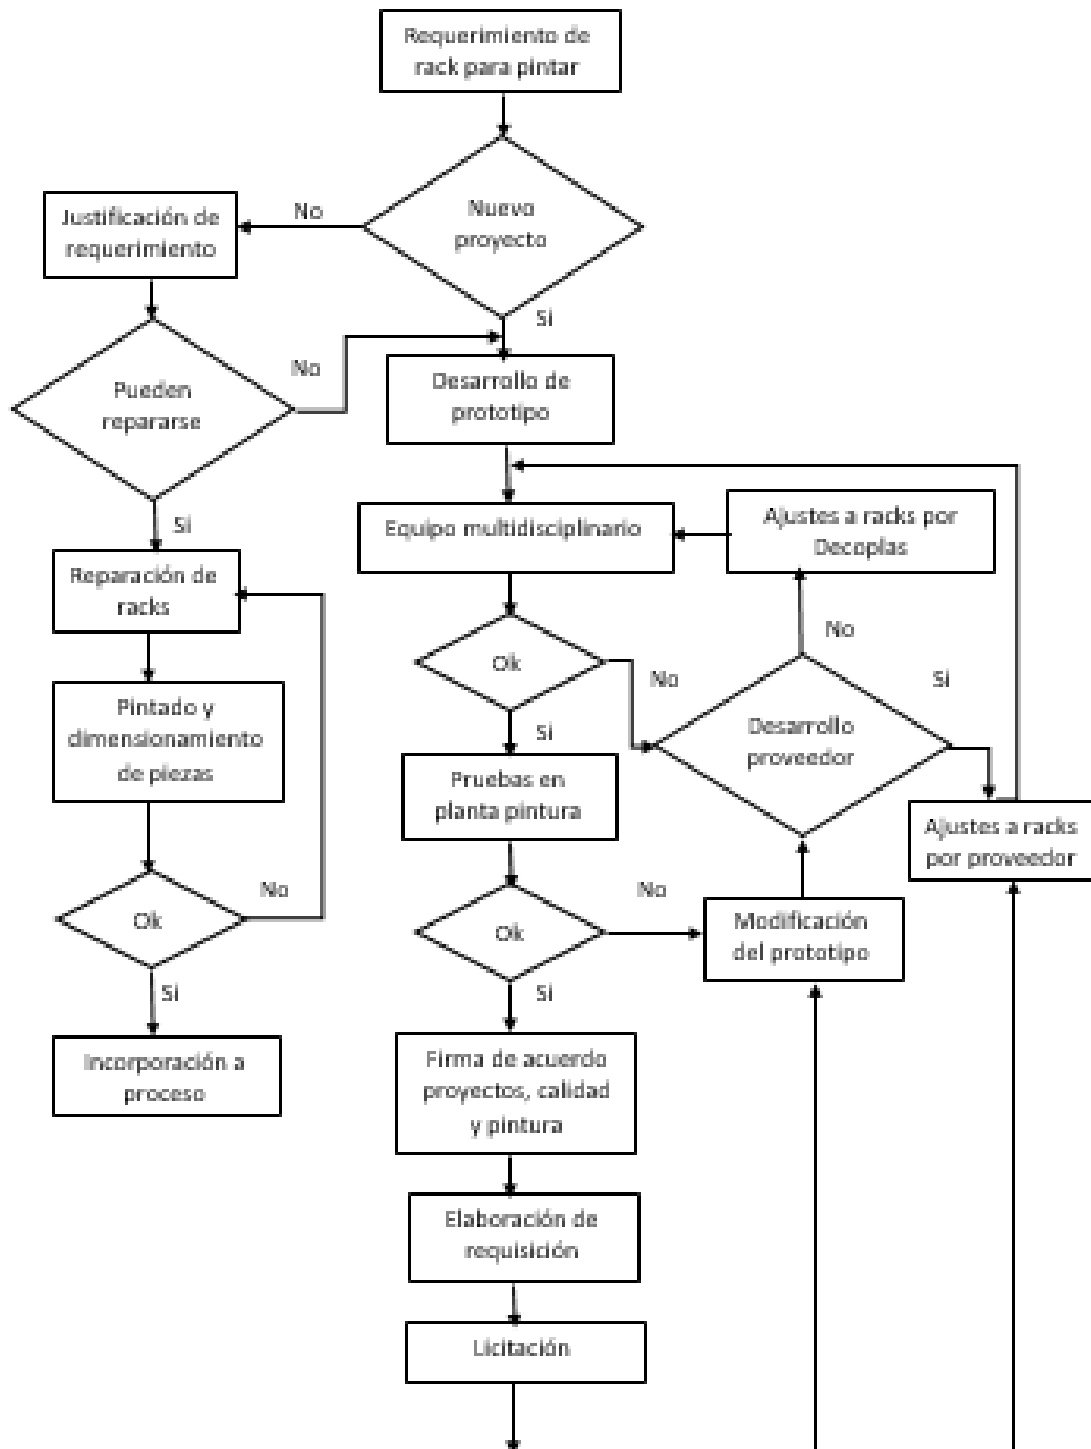 Requerimiento de
rack para pintar
Nuevo
proyecto
No
Si
Justificación de
requerimiento
Pueden
repararse
No
Si
Desarrollo de
prototipo
Equipo multidisciplinario
Ajustes a racks por
Decoplas
Reparación de
racks
Ok
No
Si
No
Si
Desarrollo
proveedor
Pintado y
dimensionamiento
de piezas
Pruebas en
planta pintura
Ajustes a racks
por proveedor
Ok
No
Si
Ok
No
Si
Modificación
del prototipo
Incorporación a
proceso
Firma de acuerdo
proyectos, calidad
y pintura
Elaboración de
requisición
Licitación